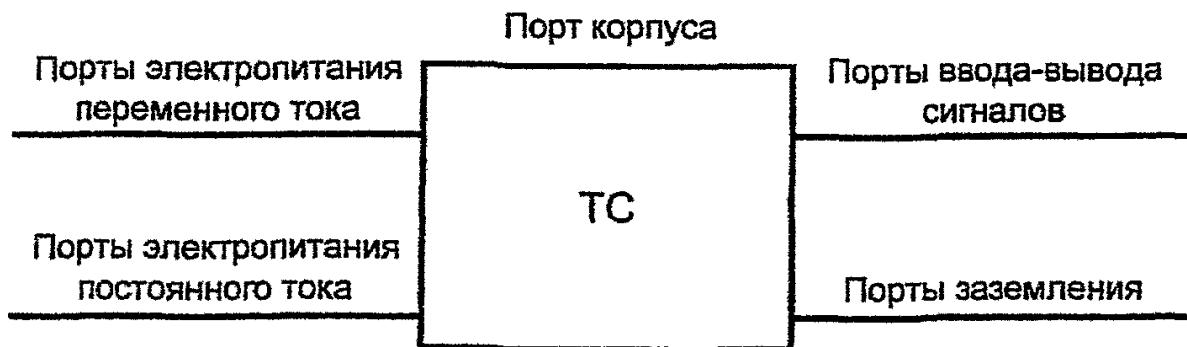 Порт корпуса
Порты электропитания
переменного тока
Порты ввода-вывода
сигналов
ТС
Порты электропитания
постоянного тока
Порты заземления